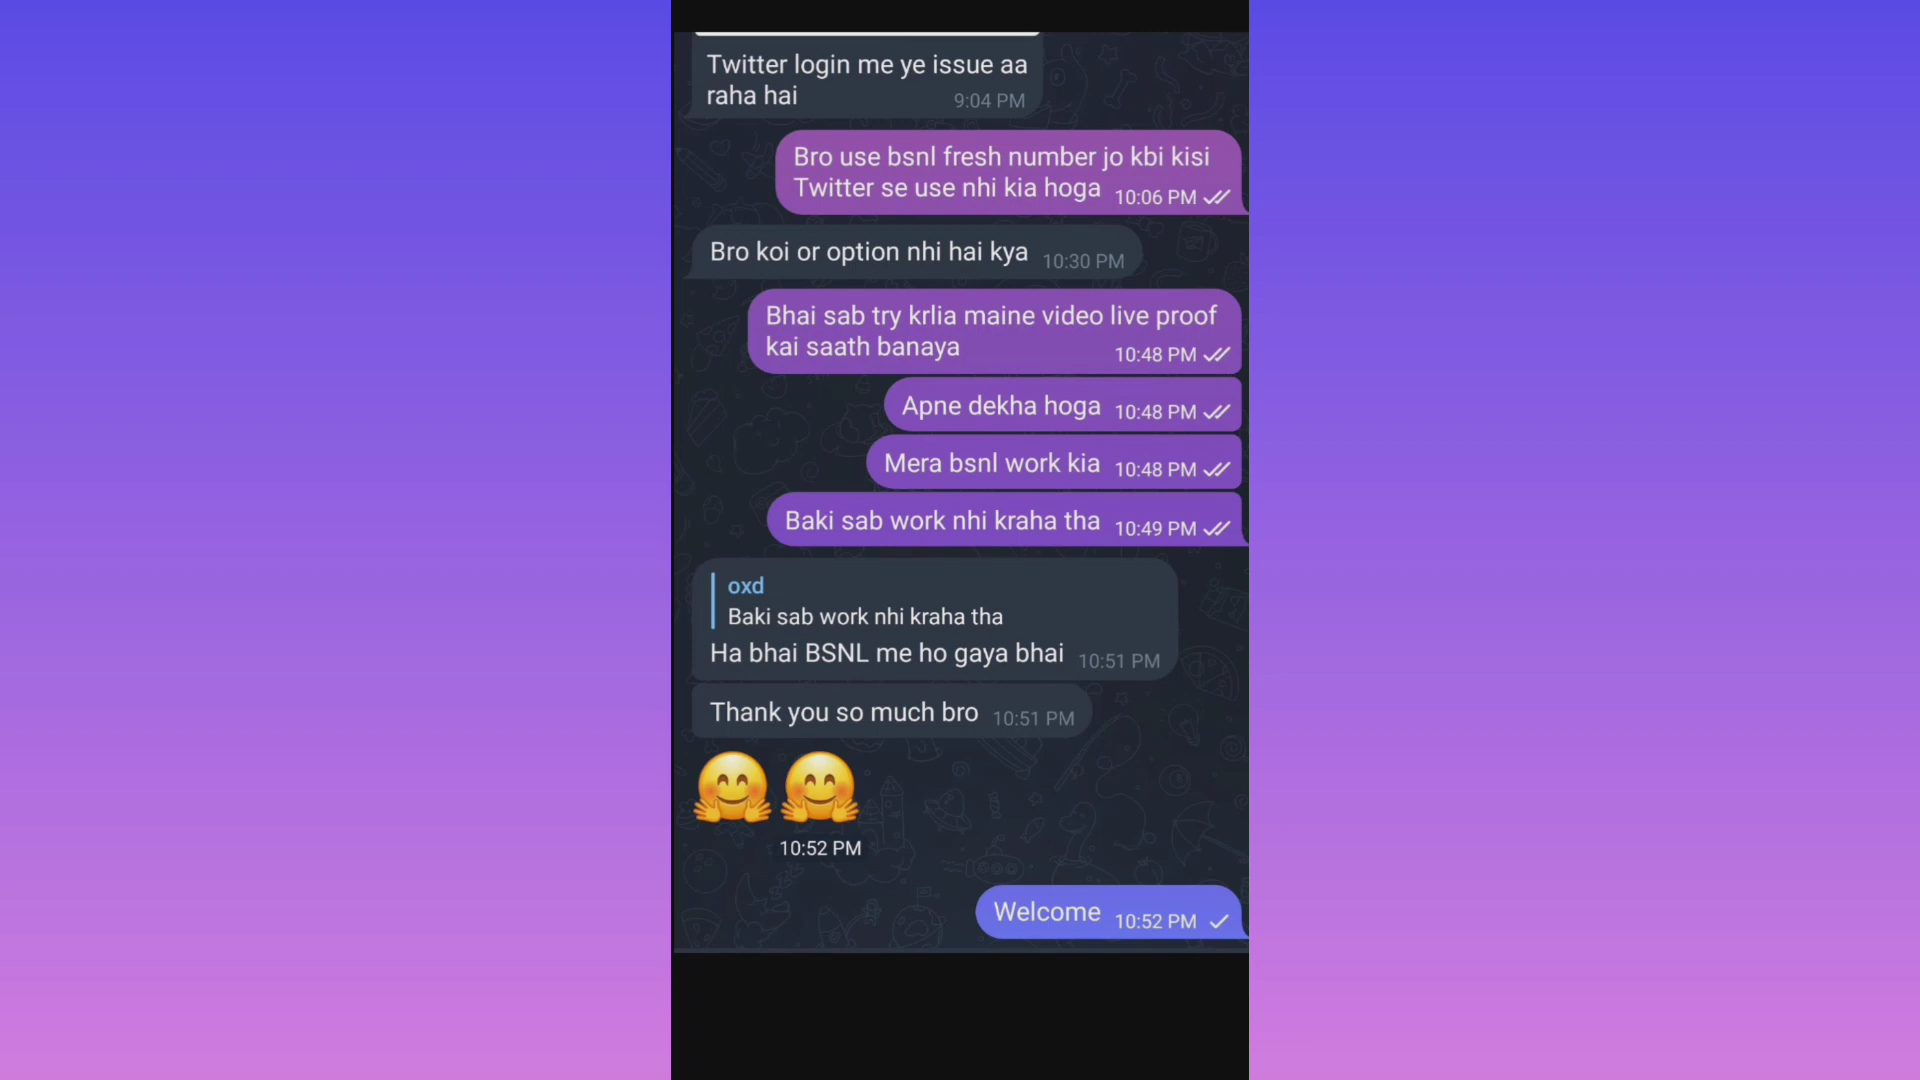 Twitter login me ye issue aa
raha hai
9:04 PM
Bro use bsnl fresh number jo kbi kisi
Twitter se use nhi kia hoga 10:06 PM
Bro koi or option nhi hai kya 10:30 PM
Bhai sab try krlia maine video live proof
kai saath banaya 10:48 PM
Apne dekha hoga 10:48 PM
Mera bsnl work kia 10:48 PM
Baki sab work nhi kraha tha 10:49 PM
oxd
Baki sab work nhi kraha tha
Ha bhai BSNL me ho gaya bhai 10:51 PM
Thank you so much bro 10:51 PM
10:52 PM
Welcome 10:52 PM